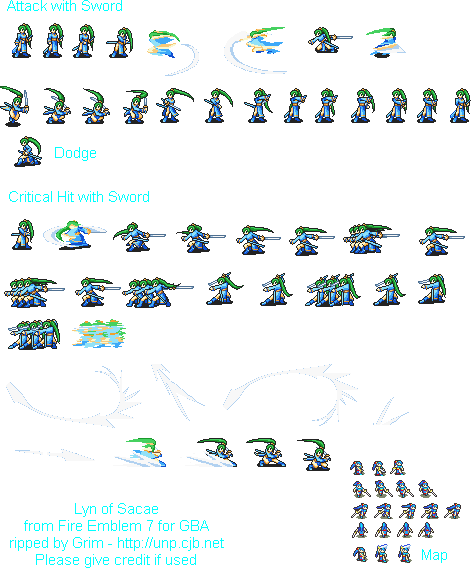 Attack with Sword
Dodge
Critical Hit with Sword
Lyn of Sacae
from Fire Emblem 7 for GBA
ripped by Grim - http://unp.cjb.net
Please give credit if used
Map